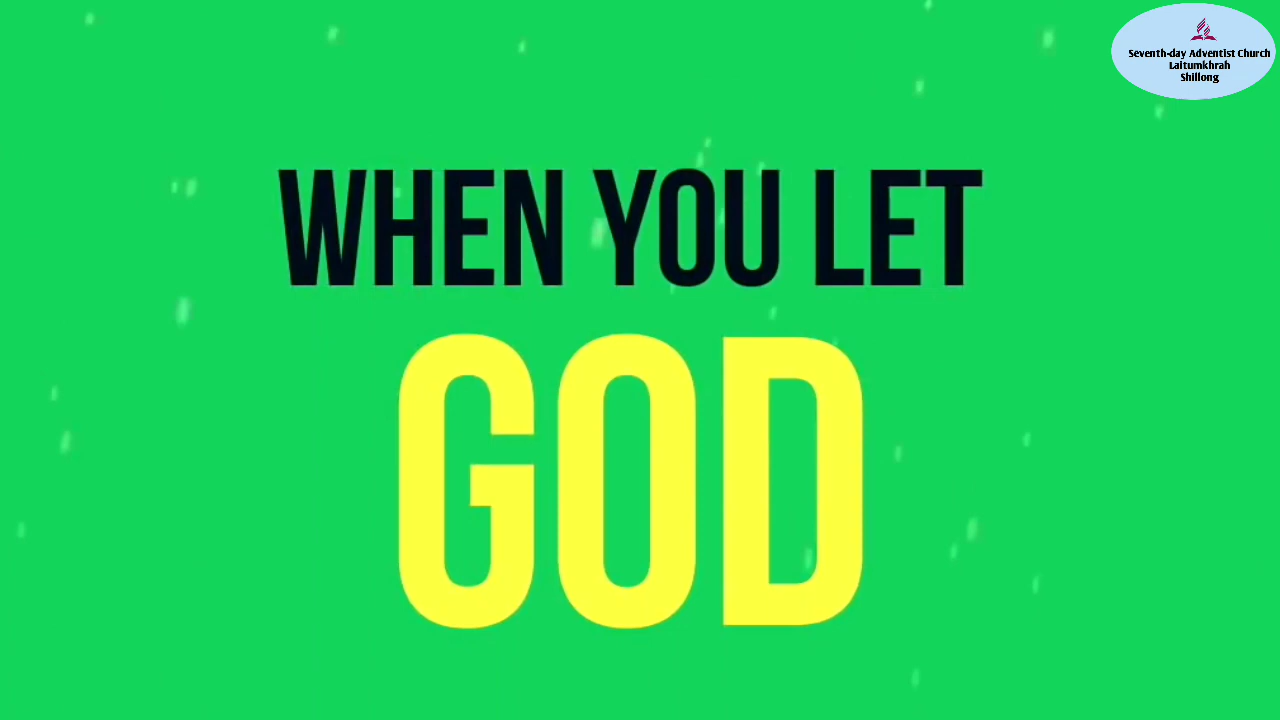 Seventh-day Adventist Church
Laitumkhrah
Shillong
WHEN YOU LET
GOD